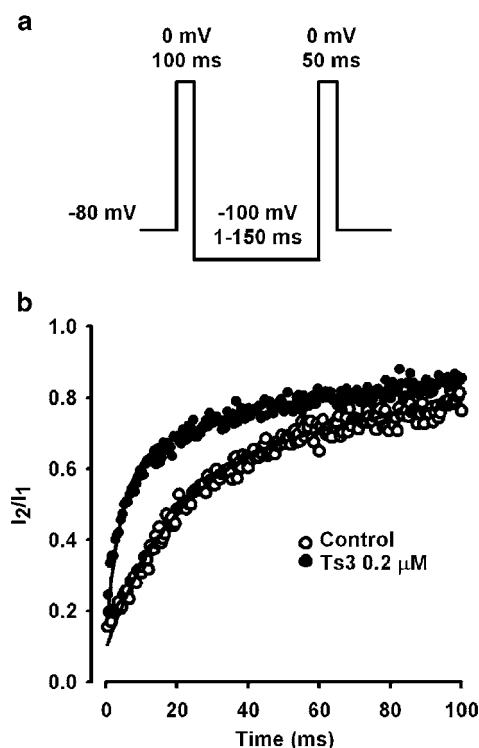 a
0 mV 0 mV
100 ms 50 ms
-80 mV -100 mV
1-150 ms
b
1.0
0.8
0.6
0.4
0.2
0.0
I2/I1
Control
Ts3 0.2 μM
0 20 40 60 80 100
Time (ms)